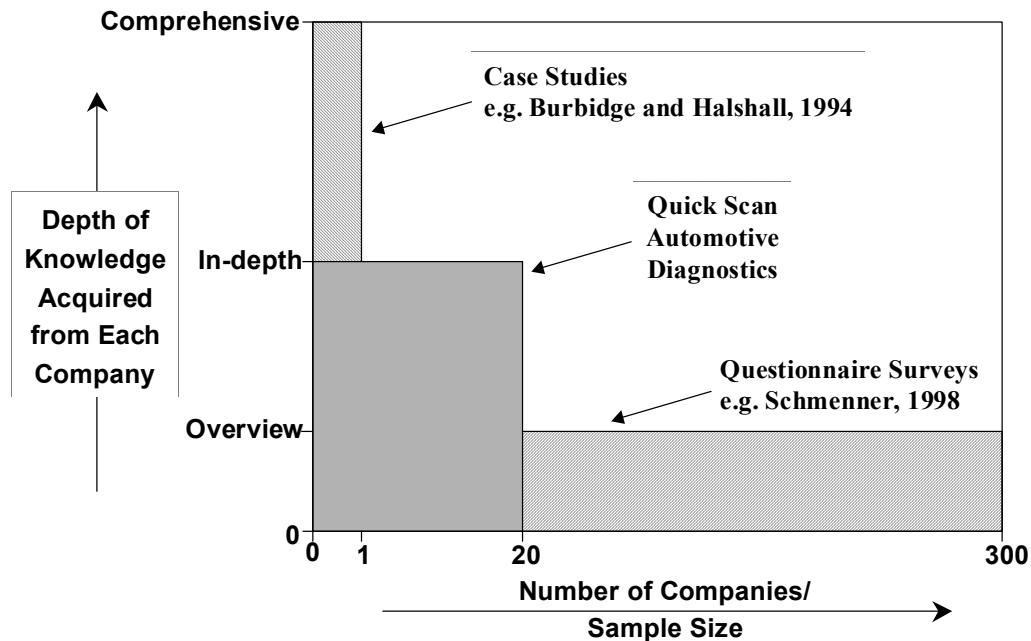 Comprehensive
Case Studies
e.g. Burbidge and Halshall, 1994
Depth of
Knowledge
Acquired
from Each
Company
Quick Scan
Automotive
Diagnostics
In-depth
Questionnaire Surveys
e.g. Schmenner, 1998
Overview
0
0
1
20
300
Number of Companies/
Sample Size